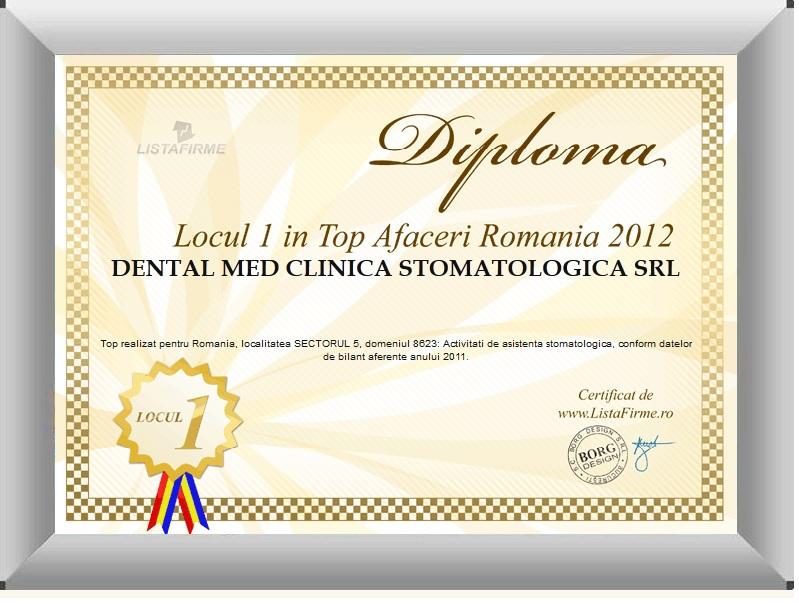 LISTAFIRME
Diploma
Locul 1 in Top Afaceri Romania 2012
DENTAL MED CLINICA STOMATOLOGICA SRL
Top realizat pentru Romania, localitatea SECTORUL 5, domeniul 8623: Activitati de asistenta stomatologica, conform datelor
de bilant aferente anului 2011.
LOCUL 1
Certificat de
www.ListaFirme.ro
S.C. BORG DESIGN S.R.L.
BORG
DESIGN
BUCURESTI